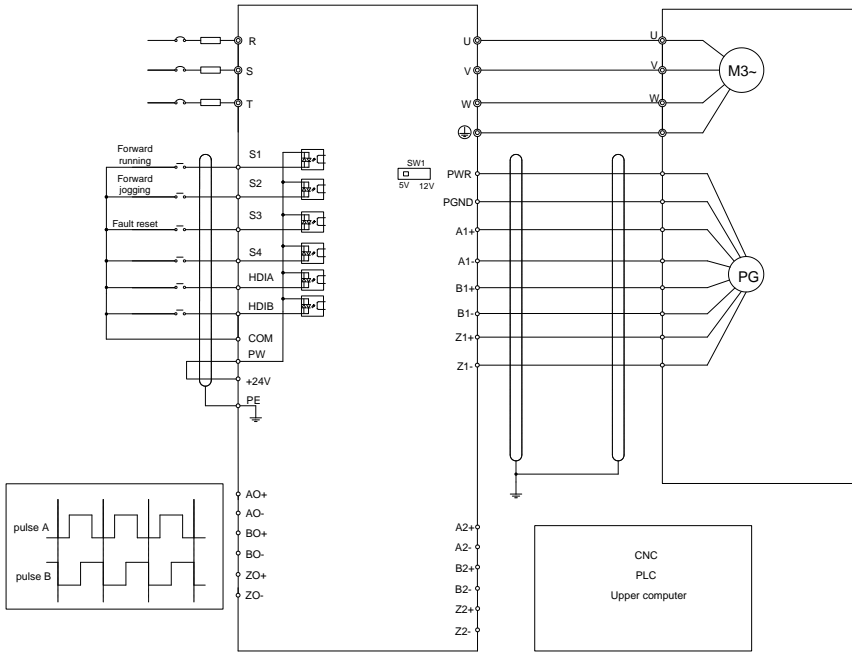 R
S
T
U
V
W
U
V
W
M3~
Forward
running
Forward
jogging
Fault reset
S1
S2
S3
S4
HDIA
HDIB
COM
PW
+24V
PE
SW1
5V 12V
PWR
PGND
A1+
A1-
B1+
B1-
Z1+
Z1-
PG
pulse A
pulse B
AO+
AO-
BO+
BO-
ZO+
ZO-
A2+
A2-
B2+
B2-
Z2+
Z2-
CNC
PLC
Upper computer